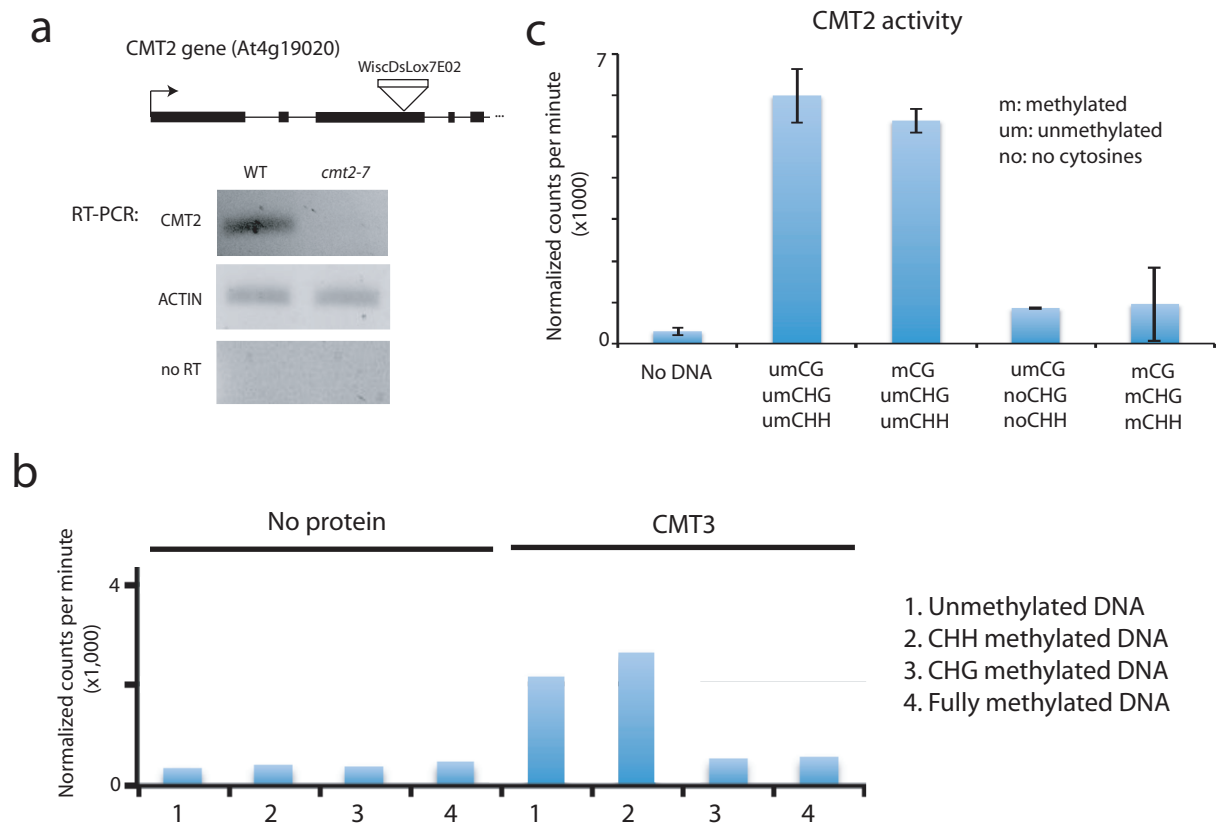 a
CMT2 gene (At4g19020)
WiscDsLox7E02
...
WT cmt2-7
RT-PCR:
CMT2
ACTIN
no RT
c
CMT2 activity
Normalized counts per minute
(x1000)
7
0
m: methylated
um: unmethylated
no: no cytosines
No DNA
umCG
umCHG
umCHH
mCG
umCHG
umCHH
umCG
noCHG
noCHH
mCG
mCHG
mCHH
b
No protein
CMT3
Normalized counts per minute
(x1,000)
4
2
0
1 2 3 4 1 2 3 4
1. Unmethylated DNA
2. CHH methylated DNA
3. CHG methylated DNA
4. Fully methylated DNA